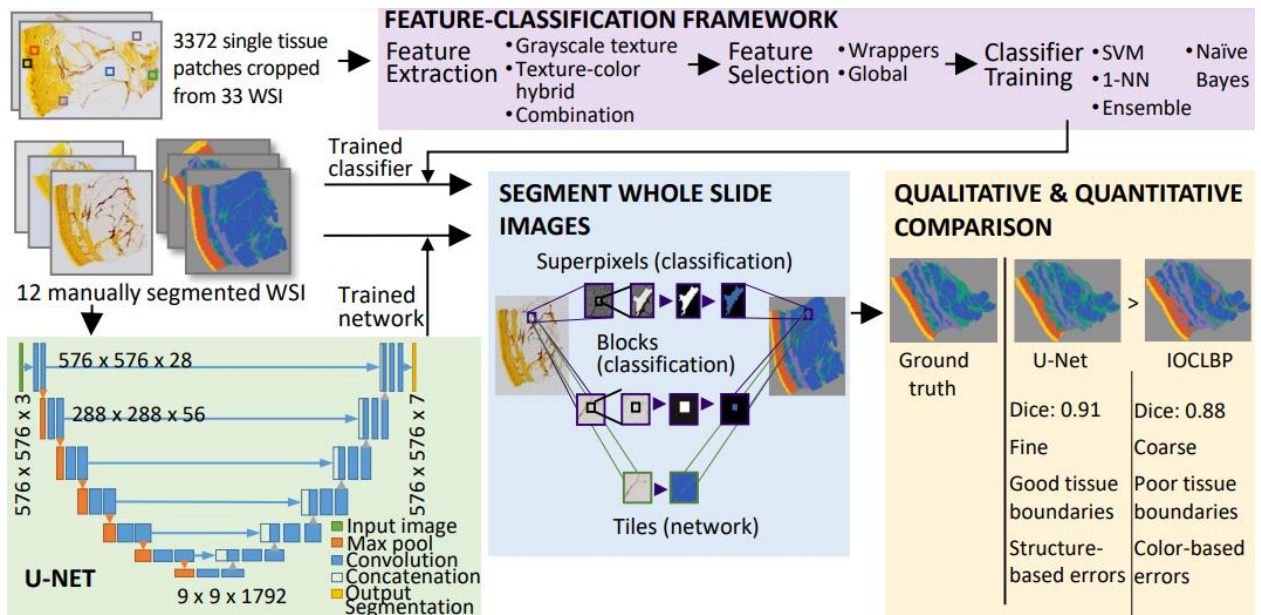 FEATURE-CLASSIFICATION FRAMEWORK
3372 single tissue
patches cropped
from 33 WSI
Feature
Extraction
•Grayscale texture
•Texture-color
hybrid
•Combination
Feature
Selection
•Wrappers
•Global
Classifier
Training
•SVM
•1-NN
•Ensemble
•Naïve
Bayes
Trained
classifier
12 manually segmented WSI
Trained
network
576 x 576 x 3
576 x 576 x 28
288 x 288 x 56
9 x 9 x 1792
576 x 576 x 7
Input image
Max pool
Convolution
Concatenation
Output
Segmentation
U-NET
SEGMENT WHOLE SLIDE
IMAGES
Superpixels (classification)
Blocks
(classification)
Tiles (network)
QUALITATIVE & QUANTITATIVE
COMPARISON
>
Ground
truth
U-Net
IOCLBP
Dice: 0.91
Dice: 0.88
Fine
Coarse
Good tissue
boundaries
Poor tissue
boundaries
Structure-
based errors
Color-based
errors